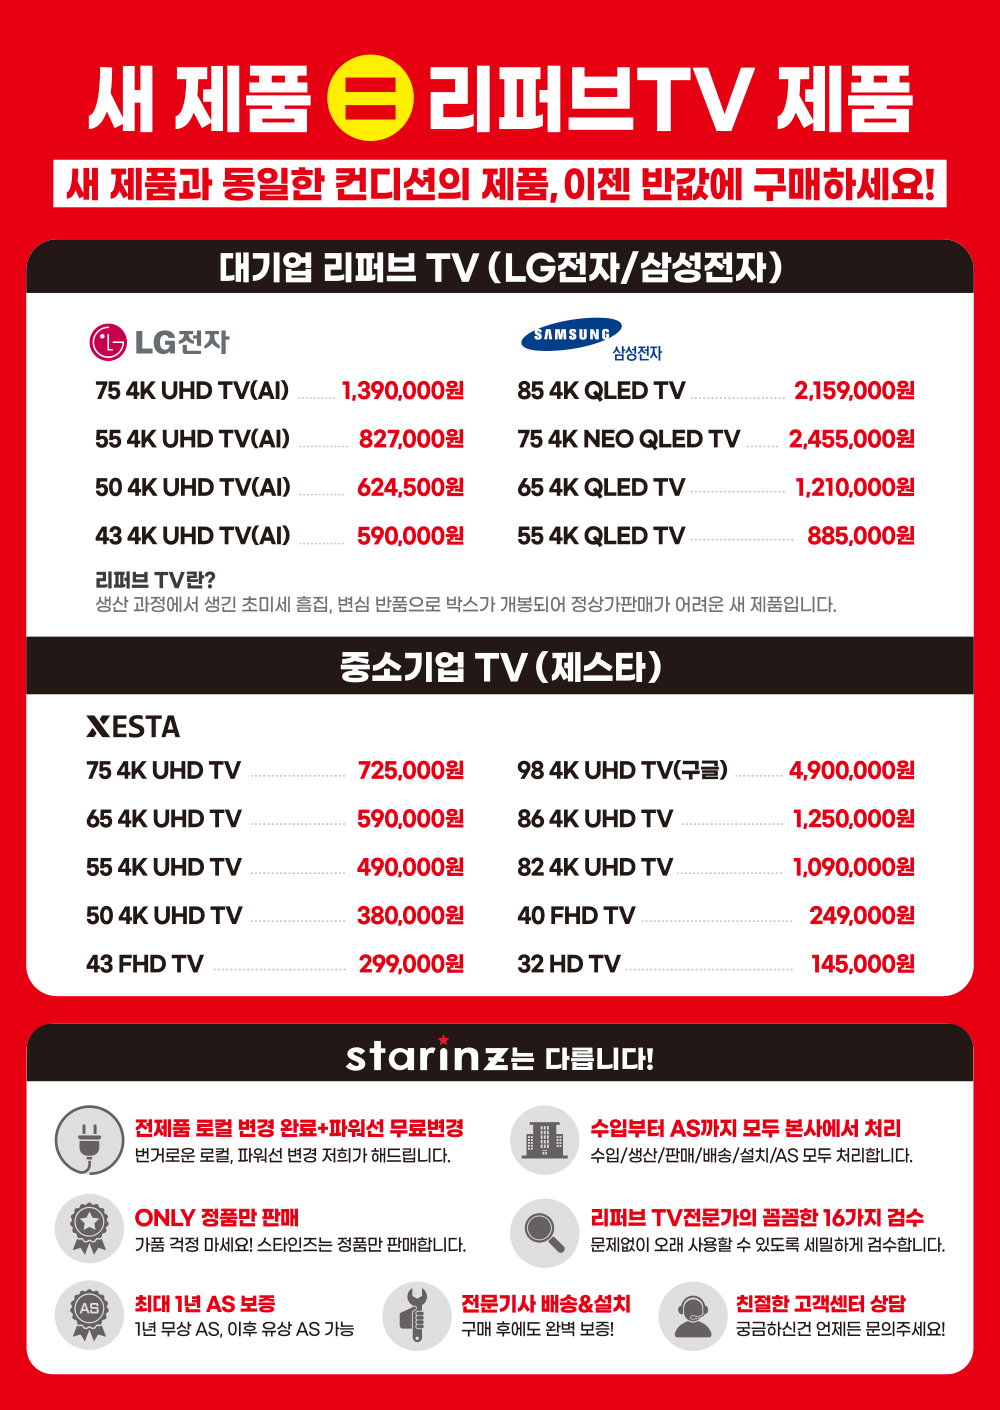 새 제품 = 리퍼브TV 제품
새 제품과 동일한 컨디션의 제품, 이젠 반값에 구매하세요!
대기업 리퍼브 TV (LG전자/삼성전자)
LG전자
75 4K UHD TV(AI) 1,390,000원
55 4K UHD TV(AI) 827,000원
50 4K UHD TV(AI) 624,500원
43 4K UHD TV(AI) 590,000원
SAMSUNG
삼성전자
85 4K QLED TV 2,159,000원
75 4K NEO QLED TV 2,455,000원
65 4K QLED TV 1,210,000원
55 4K QLED TV 885,000원
리퍼브 TV란?
생산 과정에서 생긴 초미세 흠집, 변심 반품으로 박스가 개봉되어 정상가판매가 어려운 새 제품입니다.
중소기업 TV (제스타)
XESTA
75 4K UHD TV 725,000원
65 4K UHD TV 590,000원
55 4K UHD TV 490,000원
50 4K UHD TV 380,000원
43 FHD TV 299,000원
98 4K UHD TV(구글) 4,900,000원
86 4K UHD TV 1,250,000원
82 4K UHD TV 1,090,000원
40 FHD TV 249,000원
32 HD TV 145,000원
starinz는 다릅니다!
전제품 로컬 변경 완료+파워선 무료변경
번거로운 로컬, 파워선 변경 저희가 해드립니다.
수입부터 AS까지 모두 본사에서 처리
수입/생산/판매/배송/설치/AS 모두 처리합니다.
ONLY 정품만 판매
가품 걱정 마세요! 스타인즈는 정품만 판매합니다.
리퍼브 TV전문가의 꼼꼼한 16가지 검수
문제없이 오래 사용할 수 있도록 세밀하게 검수합니다.
AS
최대 1년 AS 보증
1년 무상 AS, 이후 유상 AS 가능
전문기사 배송&설치
구매 후에도 완벽 보증!
친절한 고객센터 상담
궁금하신건 언제든 문의주세요!